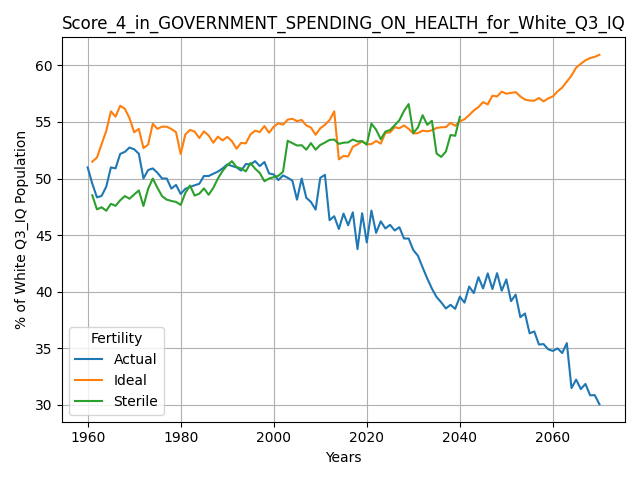 Score_4_in_GOVERNMENT_SPENDING_ON_HEALTH_for_White_Q3_IQ
% of White Q3_IQ Population
60
55
50
45
40
35
30
Fertility
Actual
Ideal
Sterile
1960 1980 2000 2020 2040 2060
Years